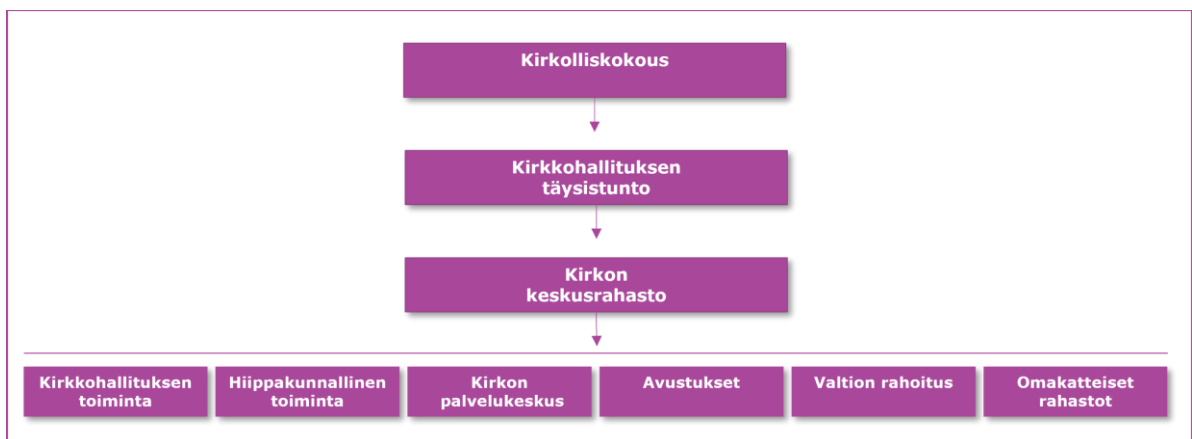 Kirkolliskokous
Kirkkohallituksen
täysistunto
Kirkon
keskusrahasto
Kirkkohallituksen
toiminta
Hiippakunnallinen
toiminta
Kirkon
palvelukeskus
Avustukset
Valtion rahoitus
Omakatteiset
rahastot